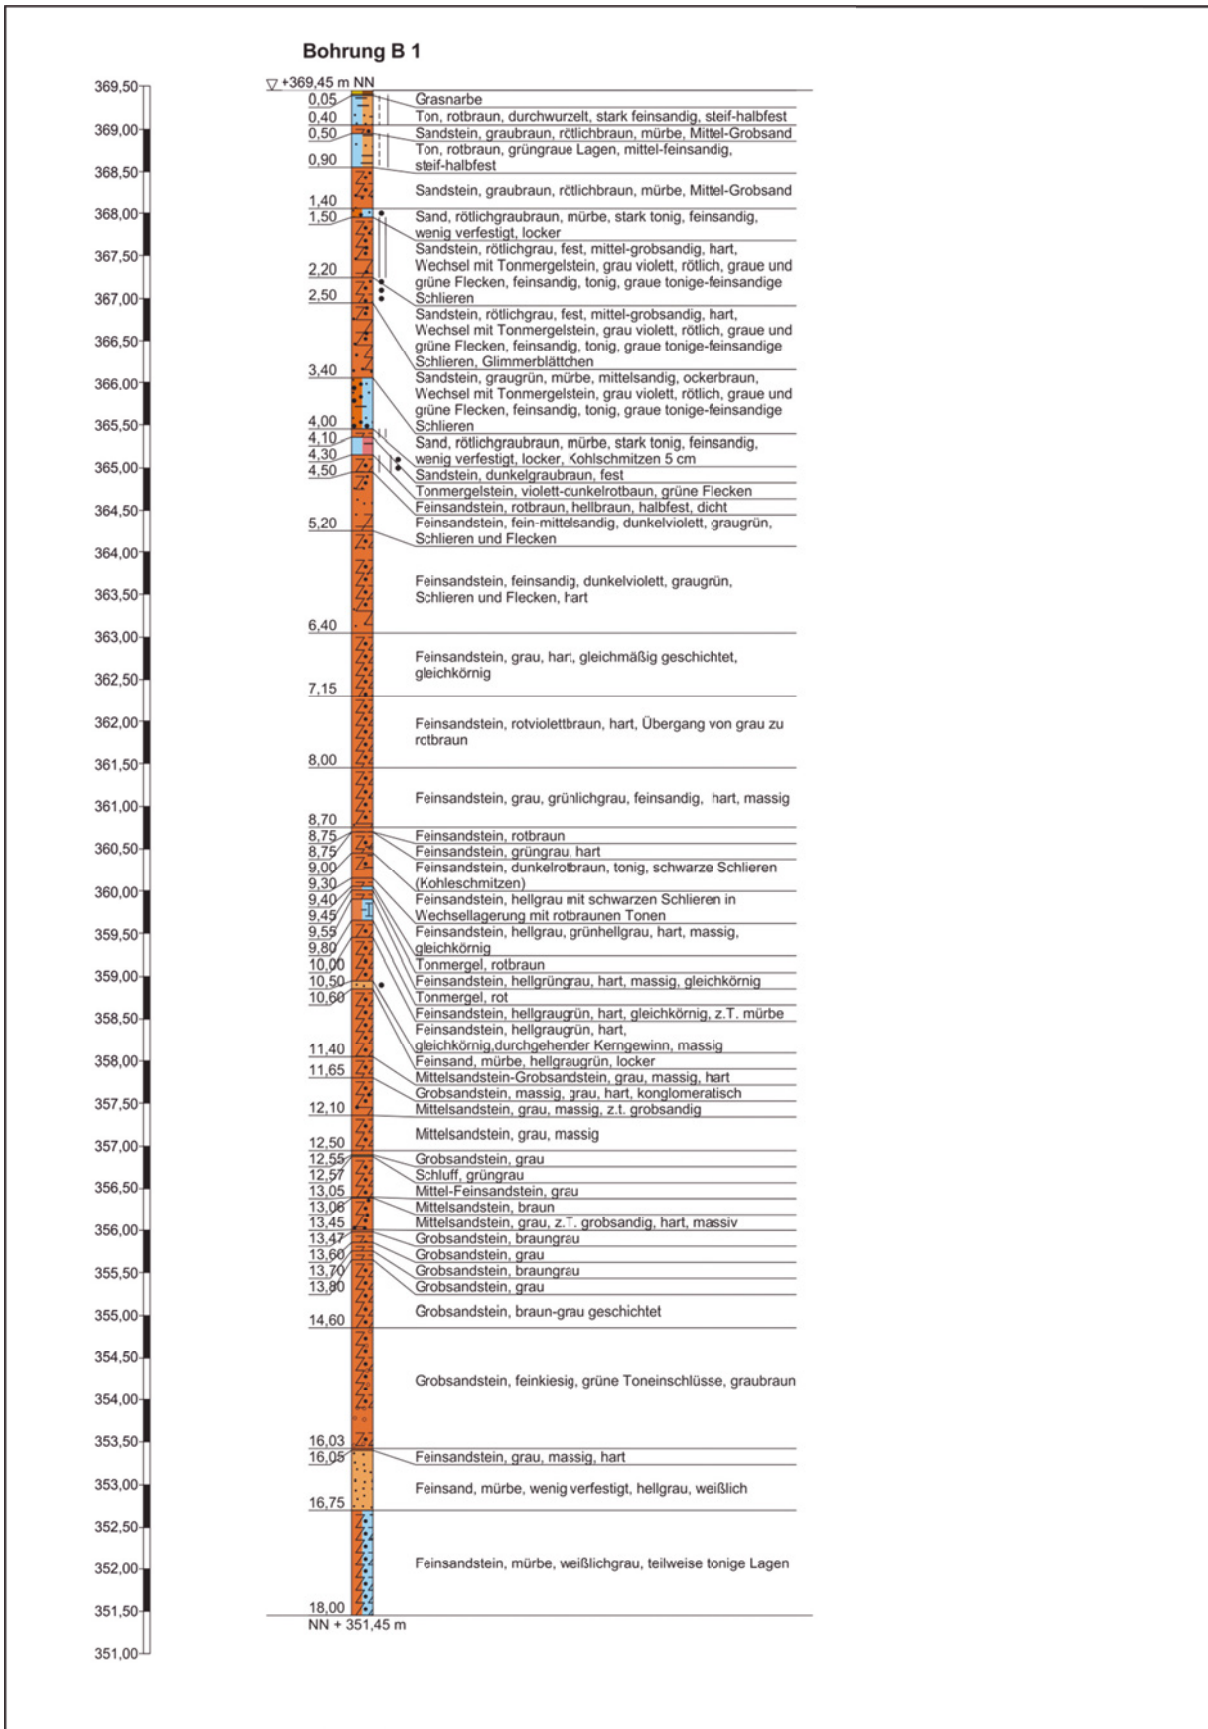 Bohrung B 1
+369,45 m NN
369,50
369,00
368,50
368,00
367,50
367,00
366,50
366,00
365,50
365,00
364,50
364,00
363,50
363,00
362,50
362,00
361,50
361,00
360,50
360,00
359,50
359,00
358,50
358,00
357,50
357,00
356,50
356,00
355,50
355,00
354,50
354,00
353,50
353,00
352,50
352,00
351,50
351,00
0,05
0,40
0,50
0,90
1,40
1,50
2,20
2,50
3,40
4,00
4,10
4,30
4,50
5,20
6,40
7,15
8,00
8,70
8,75
8,75
9,00
9,30
9,40
9,45
9,55
9,80
10,00
10,50
10,60
11,40
11,65
12,10
12,50
12,55
12,57
13,05
13,06
13,45
13,47
13,60
13,70
13,80
14,60
16,03
16,05
16,75
18,00
Grasnarbe
Ton, rotbraun, durchwurzelt, stark feinsandig, steif-halbfest
Sandstein, graubraun, rötlichbraun, mürbe, Mittel-Grobsand
Ton, rotbraun, grüngraue Lagen, mittel-feinsandig,
steif-halbfest
Sandstein, graubraun, rötlichbraun, mürbe, Mittel-Grobsand
Sand, rötlichgraubraun, mürbe, stark tonig, feinsandig,
wenig verfestigt, locker
Sandstein, rötlichgrau, fest, mittel-grobsandig, hart,
Wechsel mit Tonmergelstein, grau violett, rötlich, graue und
grüne Flecken, feinsandig, tonig, graue tonige-feinsandige
Schlieren
Sandstein, rötlichgrau, fest, mittel-grobsandig, hart,
Wechsel mit Tonmergelstein, grau violett, rötlich, graue und
grüne Flecken, feinsandig, tonig, graue tonige-feinsandige
Schlieren, Glimmerblättchen
Sandstein, graugrün, mürbe, mittelsandig, ockerbraun,
Wechsel mit Tonmergelstein, grau violett, rötlich, graue und
grüne Flecken, feinsandig, tonig, graue tonige-feinsandige
Schlieren
Sand, rötlichgraubraun, mürbe, stark tonig, feinsandig,
wenig verfestigt, locker, Kohlschmitzen 5 cm
Sandstein, dunkelgraubraun, fest
Tonmergelstein, violett-dunkelrotbaun, grüne Flecken
Feinsandstein, rotbraun, hellbraun, halbfest, dicht
Feinsandstein, fein-mittelsandig, dunkelviolett, graugrün,
Schlieren und Flecken
Feinsandstein, feinsandig, dunkelviolett, graugrün,
Schlieren und Flecken, hart
Feinsandstein, grau, hart, gleichmäßig geschichtet,
gleichkörnig
Feinsandstein, rotviolettbraun, hart, Übergang von grau zu
rotbraun
Feinsandstein, grau, grünlichgrau, feinsandig, hart, massig
Feinsandstein, rotbraun
Feinsandstein, grüngrau, hart
Feinsandstein, dunkelrotbraun, tonig, schwarze Schlieren
(Kohleschmitzen)
Feinsandstein, hellgrau mit schwarzen Schlieren in
Wechsellagerung mit rotbraunen Tonen
Feinsandstein, hellgrau, grünhellgrau, hart, massig,
gleichkörnig
Tonmergel, rotbraun
Feinsandstein, hellgrüngrau, hart, massig, gleichkörnig
Tonmergel, rot
Feinsandstein, hellgraugrün, hart, gleichkörnig, z.T. mürbe
Feinsandstein, hellgraugrün, hart,
gleichkörnig,durchgehender Kerngewinn, massig
Feinsand, mürbe, hellgraugrün, locker
Mittelsandstein-Grobsandstein, grau, massig, hart
Grobsandstein, massig, grau, hart, konglomeratisch
Mittelsandstein, grau, massig, z.t. grobsandig
Mittelsandstein, grau, massig
Grobsandstein, grau
Schluff, grüngrau
Mittel-Feinsandstein, grau
Mittelsandstein, braun
Mittelsandstein, grau, z.T. grobsandig, hart, massiv
Grobsandstein, braungrau
Grobsandstein, grau
Grobsandstein, braungrau
Grobsandstein, grau
Grobsandstein, braun-grau geschichtet
Grobsandstein, feinkiesig, grüne Toneinschlüsse, graubraun
Feinsandstein, grau, massig, hart
Feinsand, mürbe, wenig verfestigt, hellgrau, weißlich
Feinsandstein, mürbe, weißlichgrau, teilweise tonige Lagen
NN + 351,45 m